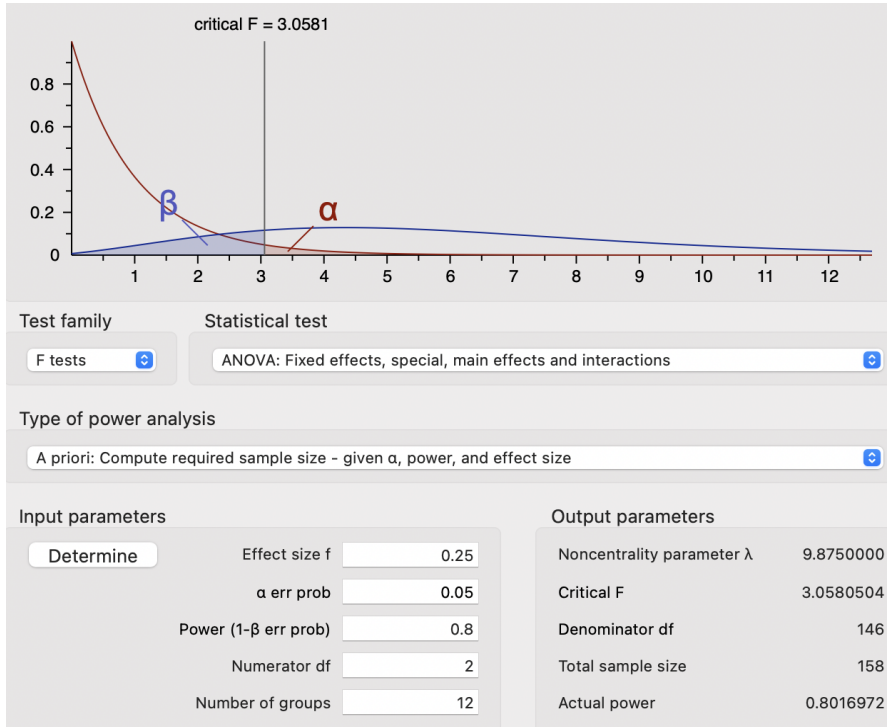 critical F = 3.0581
0.8
0.6
0.4
0.2
0
β
α
1 2 3 4 5 6 7 8 9 10 11 12
Test family Statistical test
F tests ANOVA: Fixed effects, special, main effects and interactions
Type of power analysis
A priori: Compute required sample size - given α, power, and effect size
Input parameters Output parameters
Determine Effect size f 0.25 Noncentrality parameter λ 9.8750000
α err prob 0.05 Critical F 3.0580504
Power (1-β err prob) 0.8 Denominator df 146
Numerator df 2 Total sample size 158
Number of groups 12 Actual power 0.8016972